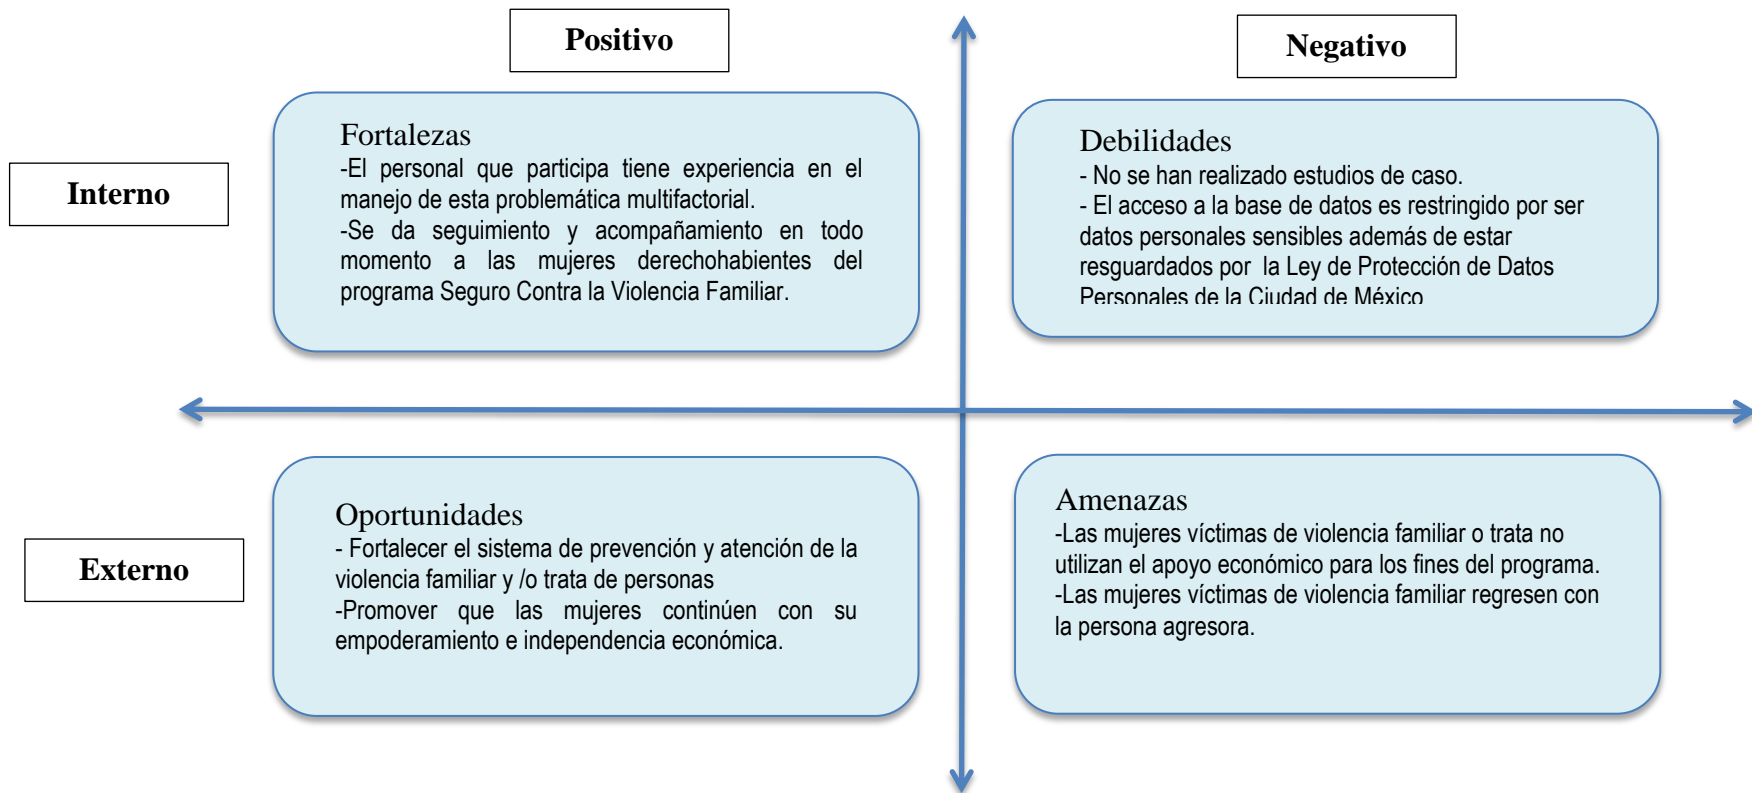 Positivo
Negativo
Interno
Fortalezas
-El personal que participa tiene experiencia en el
manejo de esta problemática multifactorial.
-Se da seguimiento y acompañamiento en todo
momento a las mujeres derechohabientes del
programa Seguro Contra la Violencia Familiar.
Debilidades
- No se han realizado estudios de caso.
- El acceso a la base de datos es restringido por ser
datos personales sensibles además de estar
resguardados por la Ley de Protección de Datos
Personales de la Ciudad de México
Externo
Oportunidades
- Fortalecer el sistema de prevención y atención de la
violencia familiar y /o trata de personas
-Promover que las mujeres continúen con su
empoderamiento e independencia económica.
Amenazas
-Las mujeres víctimas de violencia familiar o trata no
utilizan el apoyo económico para los fines del programa.
-Las mujeres víctimas de violencia familiar regresen con
la persona agresora.